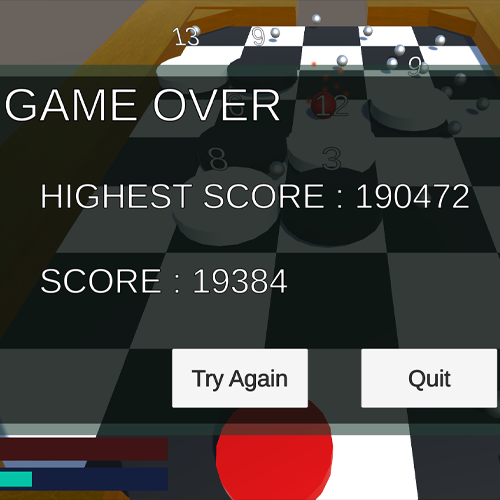 13 9
9
GAME OVER
12
8 3
HIGHEST SCORE : 190472
SCORE : 19384
Try Again Quit